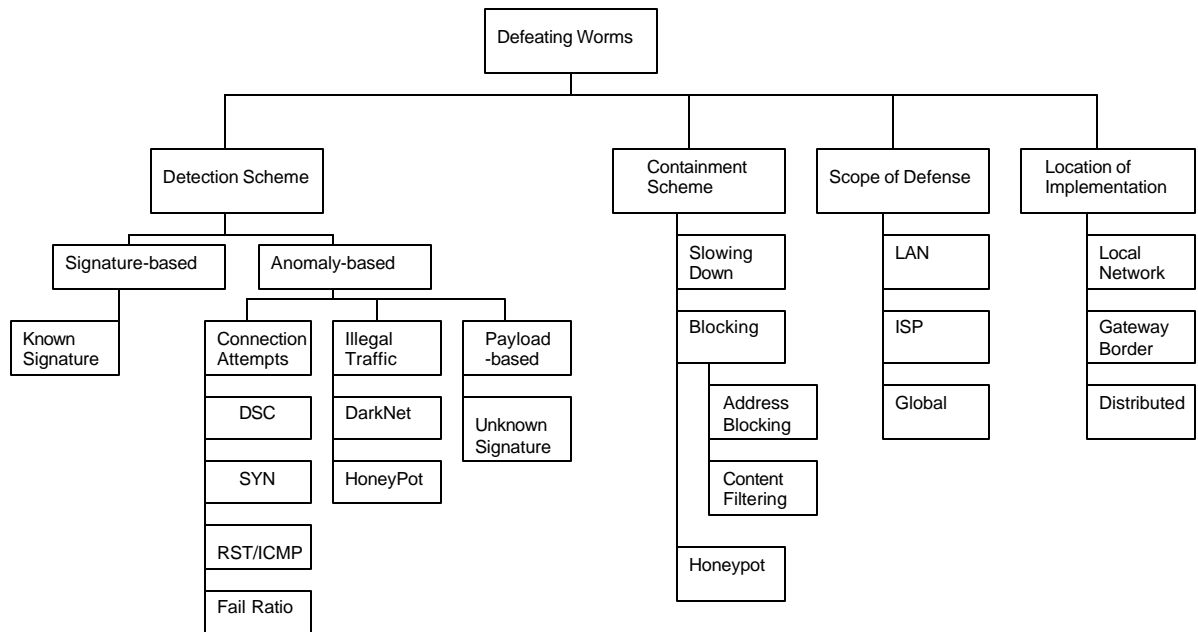 Defeating Worms
Detection Scheme
Containment
Scheme
Scope of Defense
Location of
Implementation
Signature-based
Anomaly-based
Known
Signature
Connection
Attempts
DSC
SYN
RST/ICMP
Fail Ratio
Illegal
Traffic
DarkNet
HoneyPot
Payload
-based
Unknown
Signature
Slowing
Down
Blocking
Address
Blocking
Content
Filtering
Honeypot
LAN
ISP
Global
Local
Network
Gateway
Border
Distributed